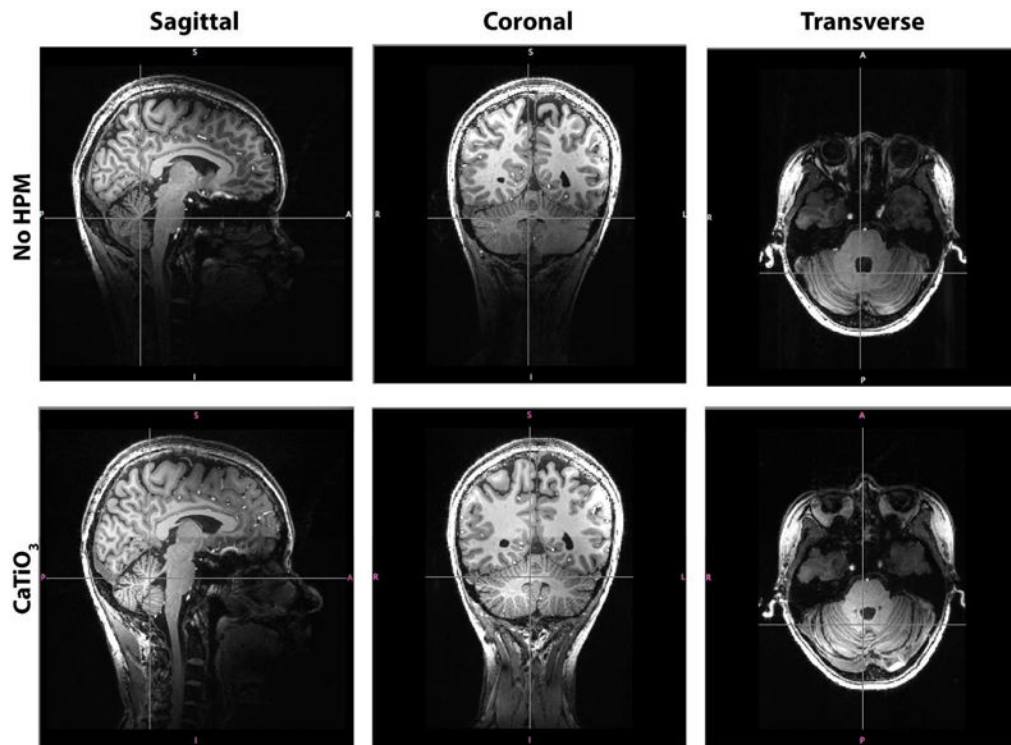 Sagittal Coronal Transverse
No HPM
S
P A
I
S
R L
I
A
R
P
CaTiO₃
S
P A
I
S
R L
I
A
R
P